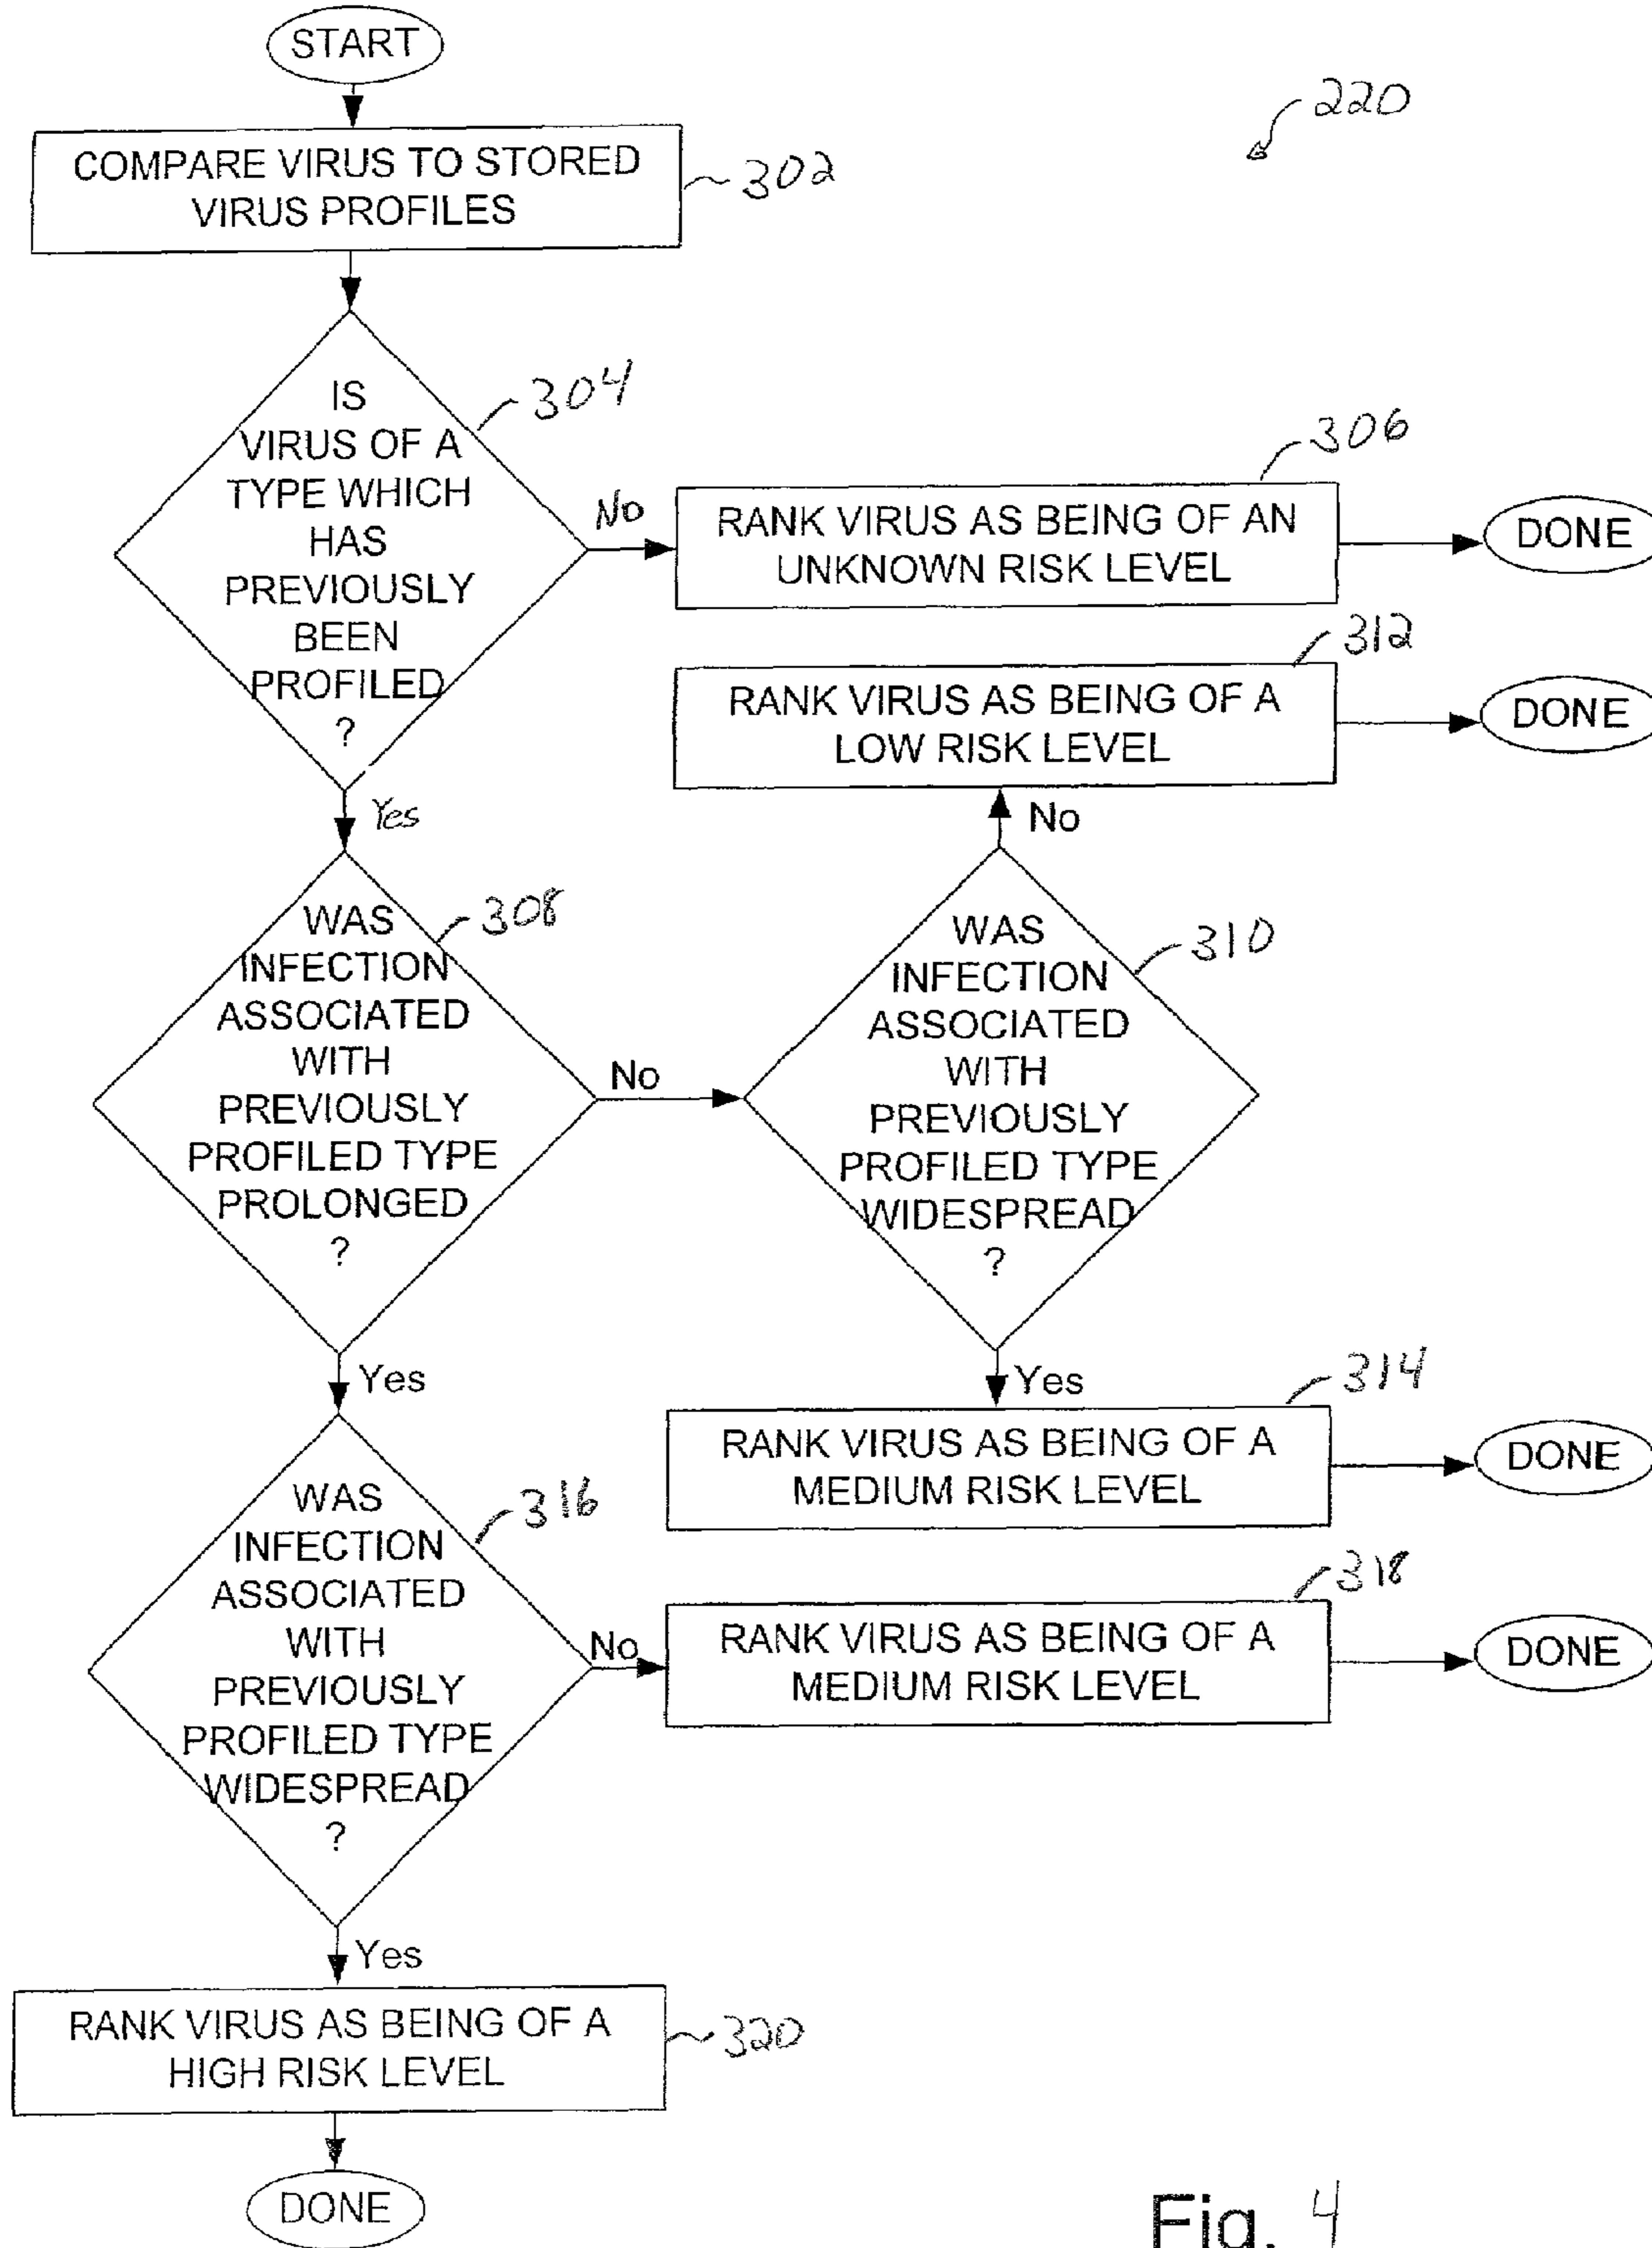 START
220
COMPARE VIRUS TO STORED
VIRUS PROFILES
302
IS
VIRUS OF A
TYPE WHICH
HAS
PREVIOUSLY
BEEN
PROFILED
?
304
No
306
RANK VIRUS AS BEING OF AN
UNKNOWN RISK LEVEL
DONE
312
RANK VIRUS AS BEING OF A
LOW RISK LEVEL
DONE
Yes
No
WAS
INFECTION
ASSOCIATED
WITH
PREVIOUSLY
PROFILED TYPE
PROLONGED
?
308
No
WAS
INFECTION
ASSOCIATED
WITH
PREVIOUSLY
PROFILED TYPE
WIDESPREAD
?
310
Yes
Yes
314
RANK VIRUS AS BEING OF A
MEDIUM RISK LEVEL
DONE
WAS
INFECTION
ASSOCIATED
WITH
PREVIOUSLY
PROFILED TYPE
WIDESPREAD
?
316
No
318
RANK VIRUS AS BEING OF A
MEDIUM RISK LEVEL
DONE
Yes
RANK VIRUS AS BEING OF A
HIGH RISK LEVEL
320
DONE
Fig. 4